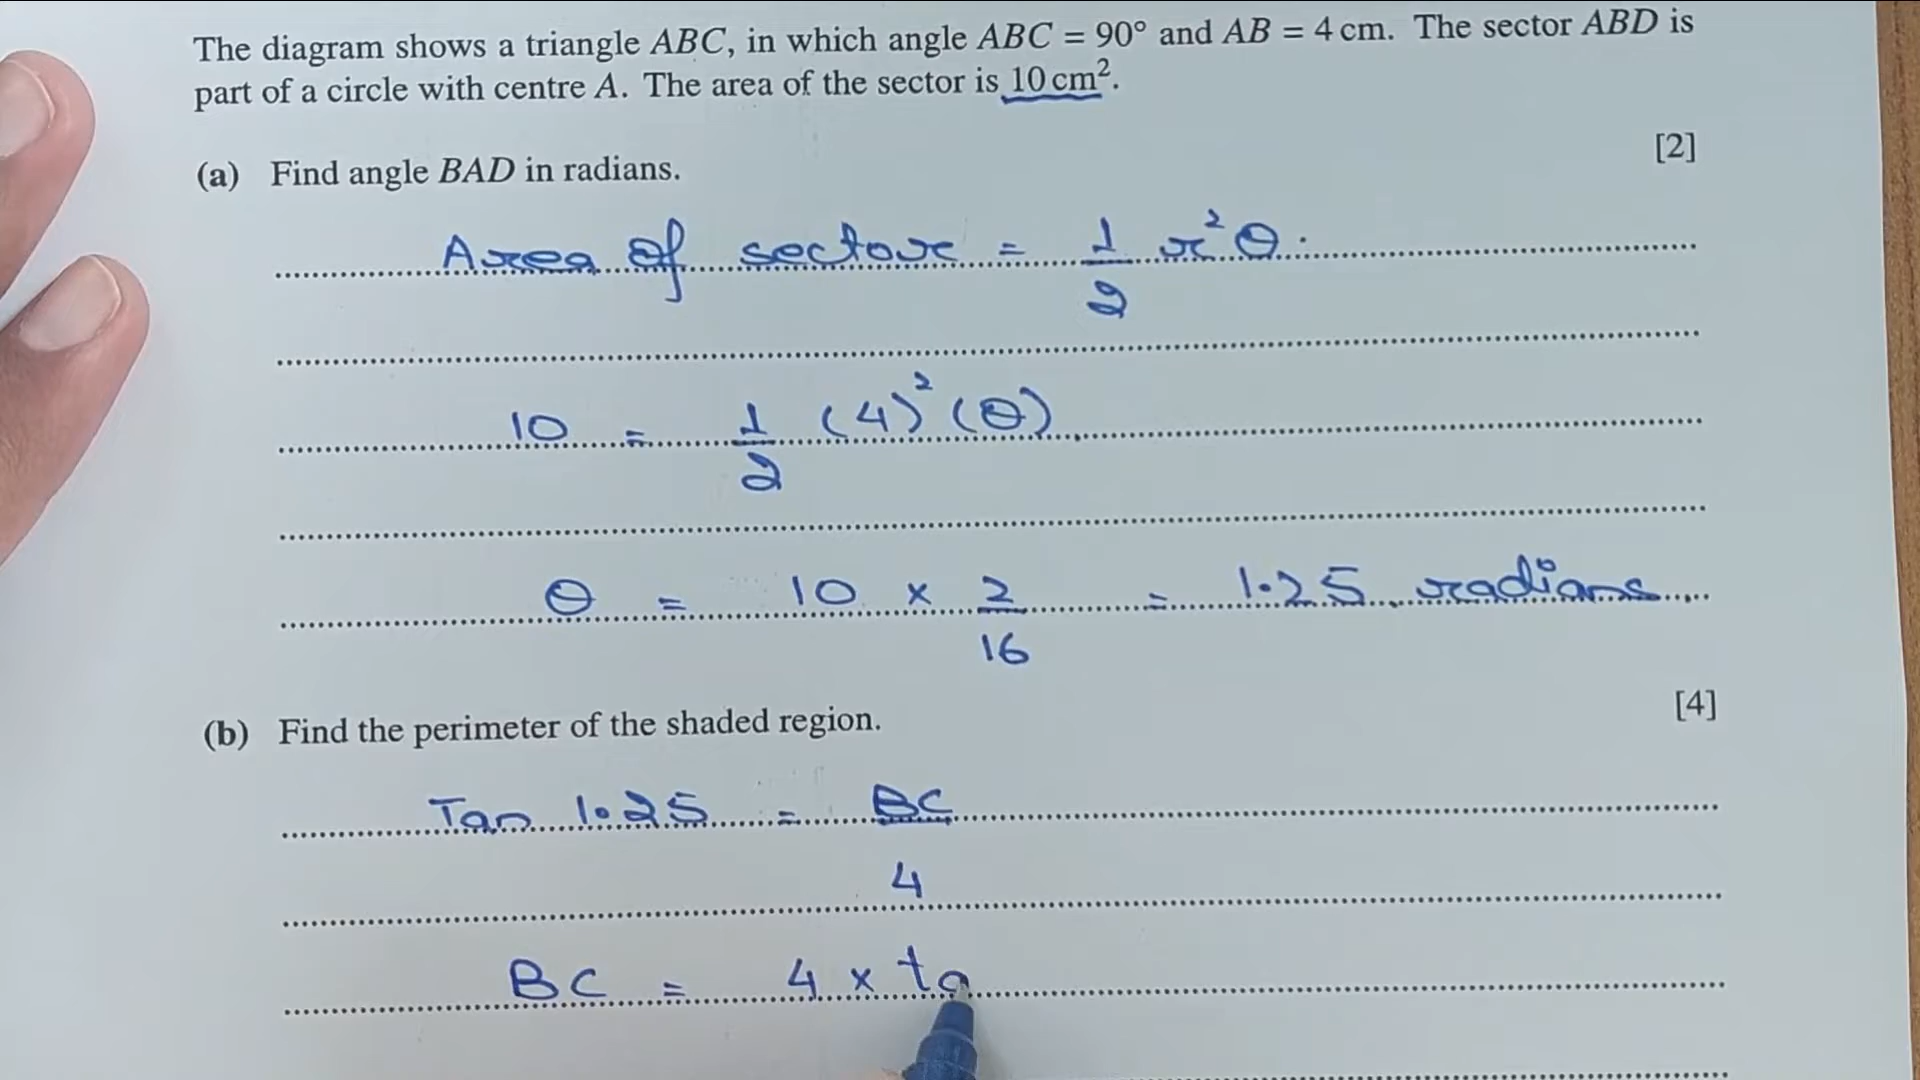 The diagram shows a triangle ABC, in which angle ABC = 90° and AB = 4 cm. The sector ABD is
part of a circle with centre A. The area of the sector is 10 cm².
(a) Find angle BAD in radians. [2]
Area of sector = 1/2 r²θ.
10 = 1/2 (4)² (θ)
θ = 10 × 2/16 = 1.25 radians
(b) Find the perimeter of the shaded region. [4]
Tan 1.25 = BC/4
BC = 4 × ta